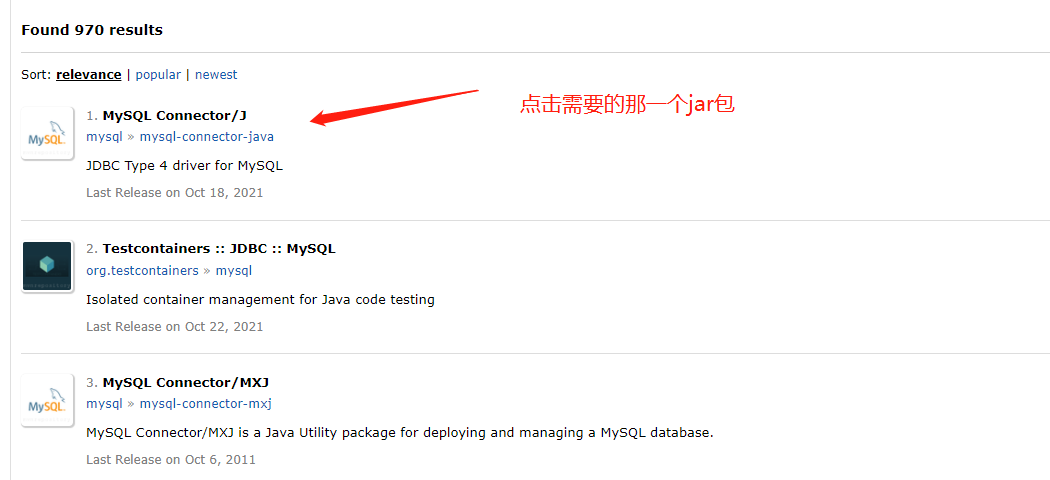 Found 970 results
Sort: relevance | popular | newest
点击需要的那一个jar包
1. MySQL Connector/J
MySQL
mysql » mysql-connector-java
JDBC Type 4 driver for MySQL
Last Release on Oct 18, 2021
2. Testcontainers :: JDBC :: MySQL
org.testcontainers » mysql
Isolated container management for Java code testing
Last Release on Oct 22, 2021
3. MySQL Connector/MXJ
MySQL
mysql » mysql-connector-mxj
MySQL Connector/MXJ is a Java Utility package for deploying and managing a MySQL database.
Last Release on Oct 6, 2011